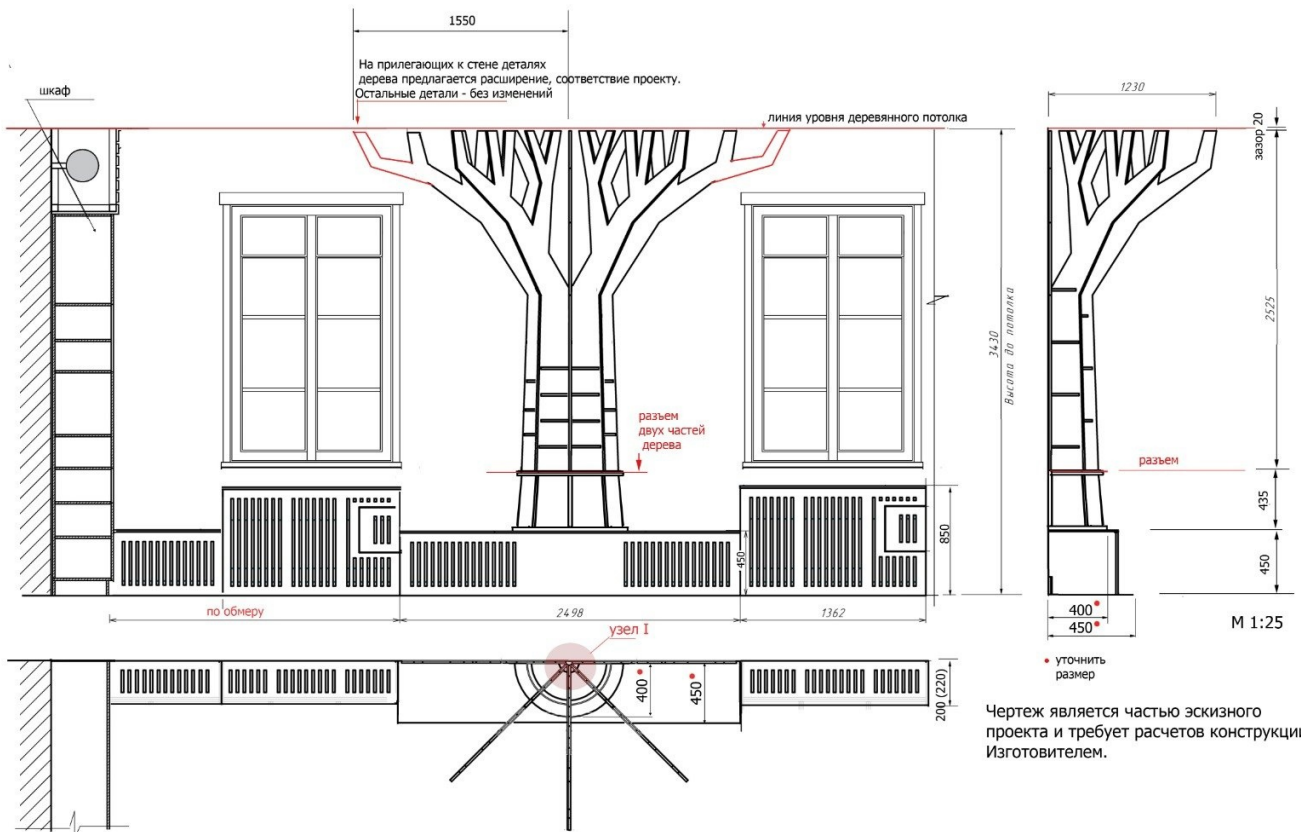 1550
На прилегающих к стене деталях
дерева предлагается расширение, соответствие проекту.
Остальные детали - без изменений
шкаф
линия уровня деревянного потолка
1230
зазор 20
3430
Высота до потолка
2525
разъем
двух частей
дерева
разъем
435
850
450
450
по обмеру
2498
1362
400
450
М 1:25
узел I
• уточнить
размер
400
450
200 (220)
Чертеж является частью эскизного
проекта и требует расчетов конструкции
Изготовителем.